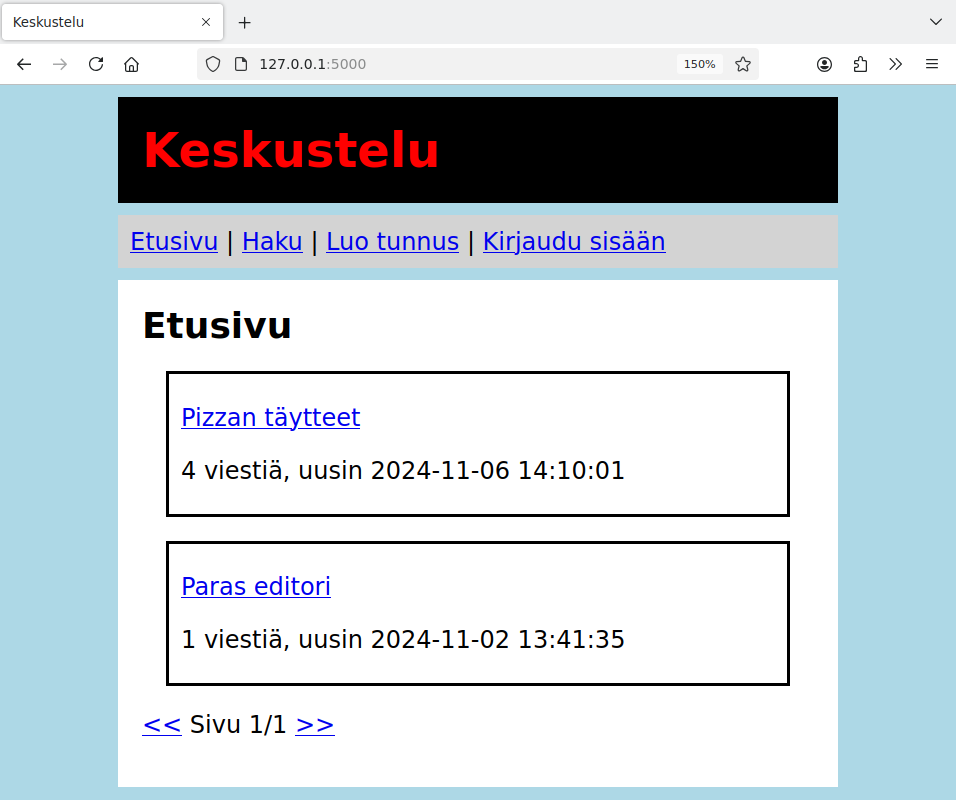 Keskustelu
127.0.0.1:5000
150%
Keskustelu
Etusivu | Haku | Luo tunnus | Kirjaudu sisään
Etusivu
Pizzan täytteet
4 viestiä, uusin 2024-11-06 14:10:01
Paras editori
1 viestiä, uusin 2024-11-02 13:41:35
<< Sivu 1/1 >>